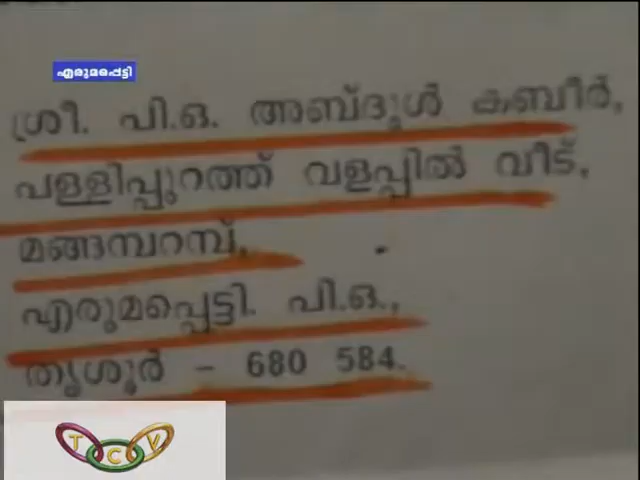 എരുമപ്പെട്ടി
ശ്രീ. പി.ഒ. അബ്ദുൾ കബീർ,
പള്ളിപ്പുറത്ത് വളപ്പിൽ വീട്,
മങ്ങമ്പറമ്പ്,
എരുമപ്പെട്ടി. പി.ഒ.,
തൃശൂർ – 680 584.
TCV